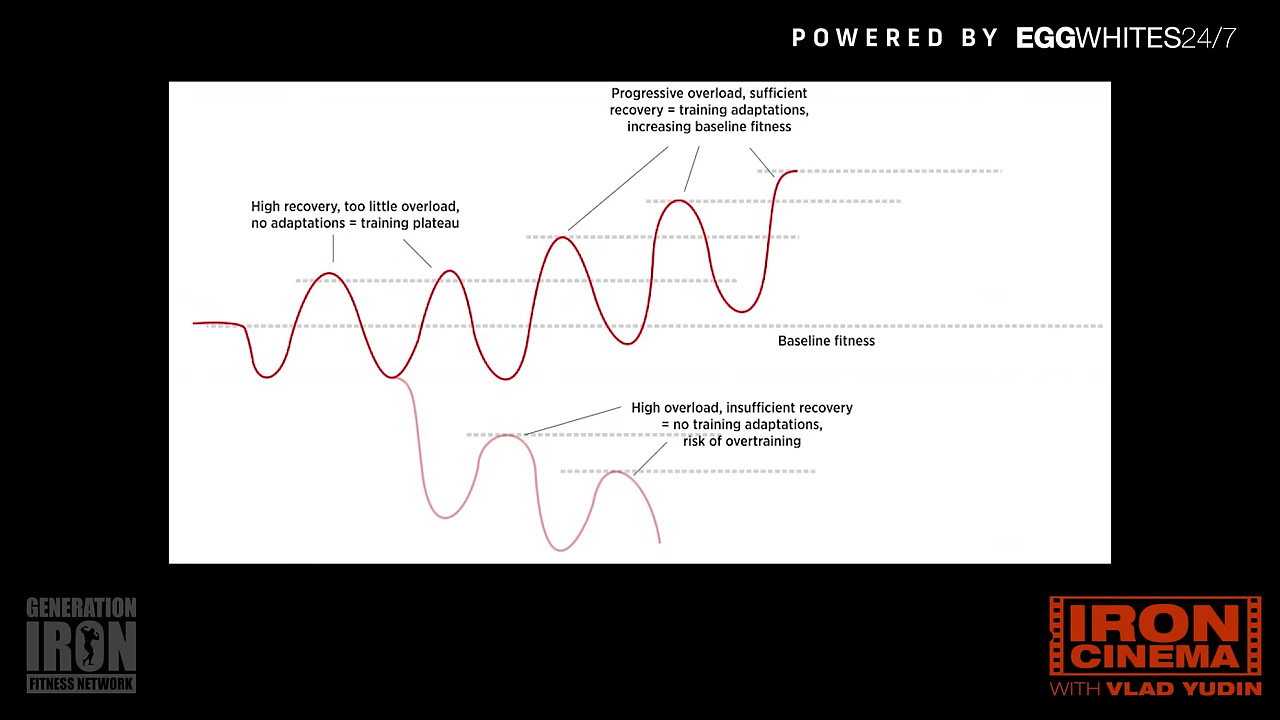 POWERED BY EGGWHITES24/7
Progressive overload, sufficient
recovery = training adaptations,
increasing baseline fitness
High recovery, too little overload,
no adaptations = training plateau
Baseline fitness
High overload, insufficient recovery
= no training adaptations,
risk of overtraining
GENERATION
IRON
FITNESS NETWORK
IRON
CINEMA
WITH VLAD YUDIN